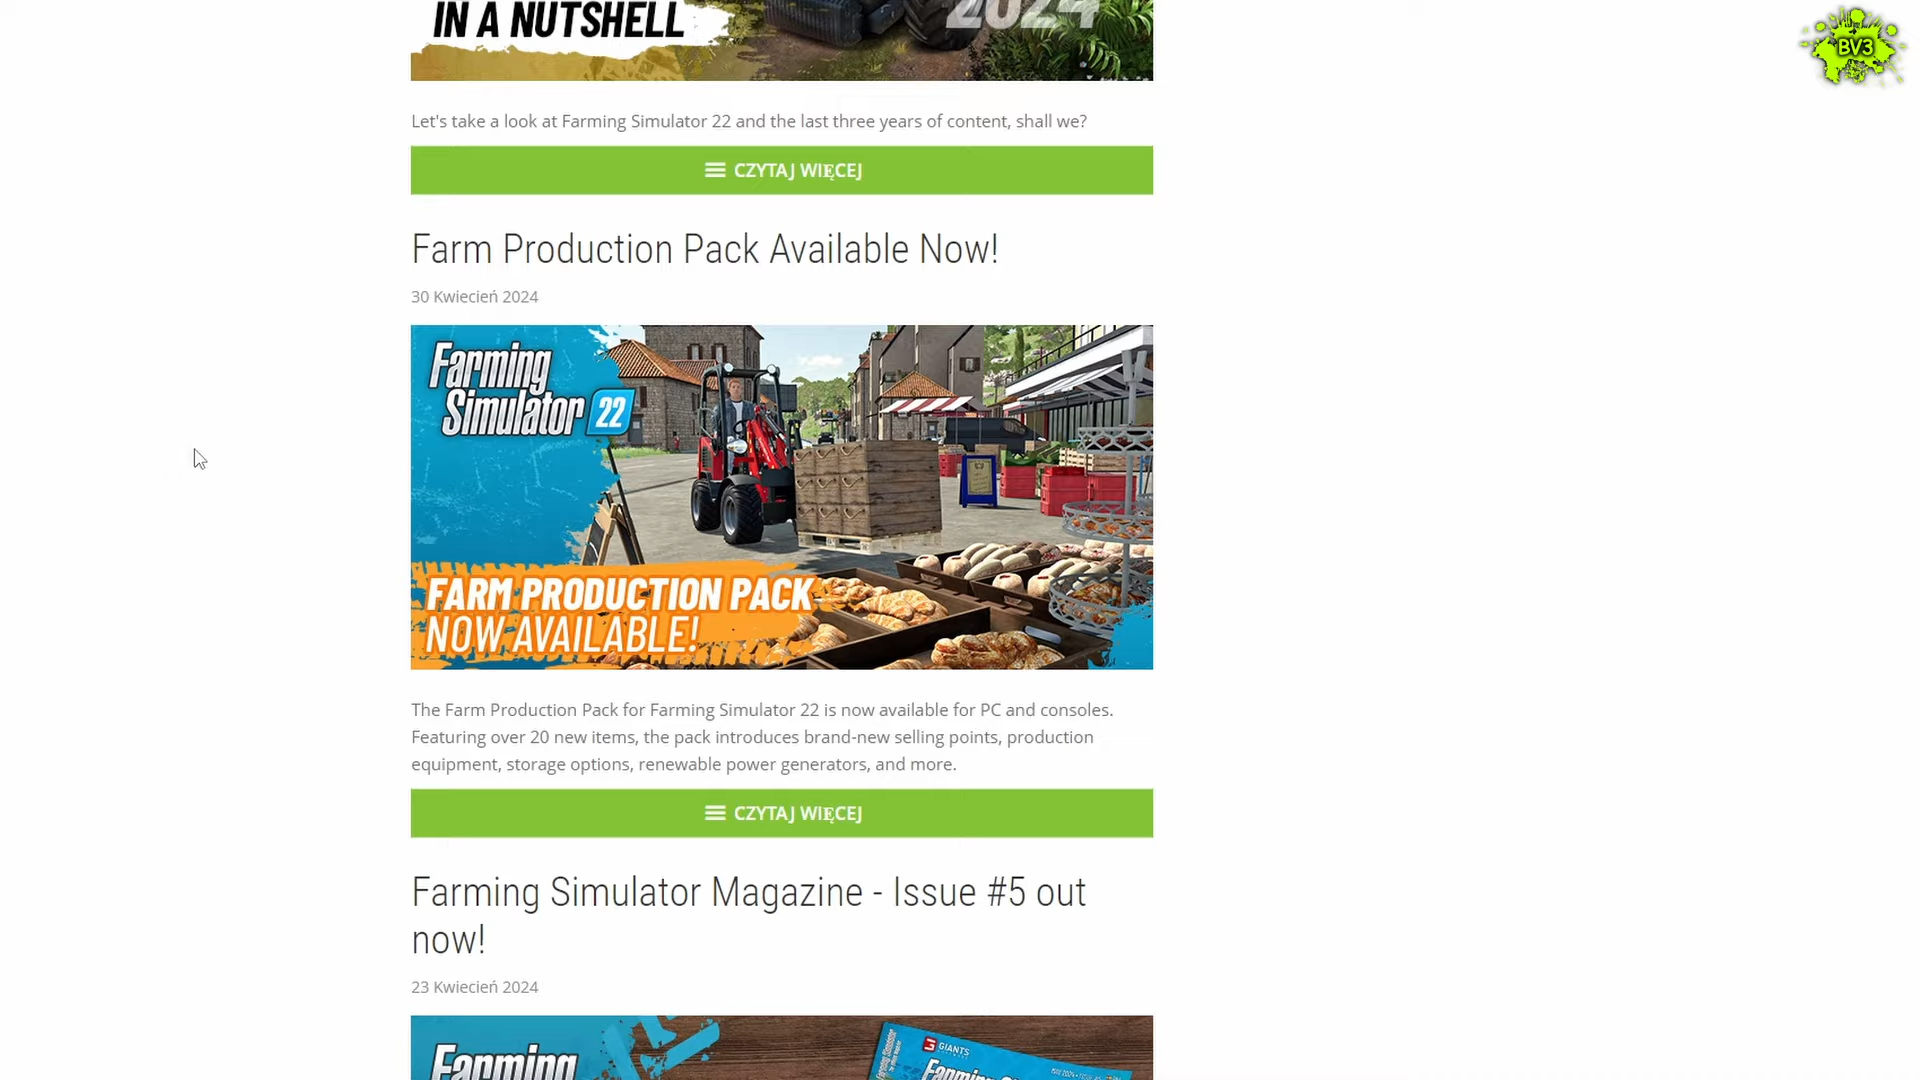 IN A NUTSHELL
2024
BV3
Let's take a look at Farming Simulator 22 and the last three years of content, shall we?
CZYTAJ WIĘCEJ
Farm Production Pack Available Now!
30 Kwiecień 2024
Farming
Simulator 22
FARM PRODUCTION PACK
NOW AVAILABLE!
The Farm Production Pack for Farming Simulator 22 is now available for PC and consoles.
Featuring over 20 new items, the pack introduces brand-new selling points, production
equipment, storage options, renewable power generators, and more.
CZYTAJ WIĘCEJ
Farming Simulator Magazine - Issue #5 out
now!
23 Kwiecień 2024
Farming
GIANTS
Farming